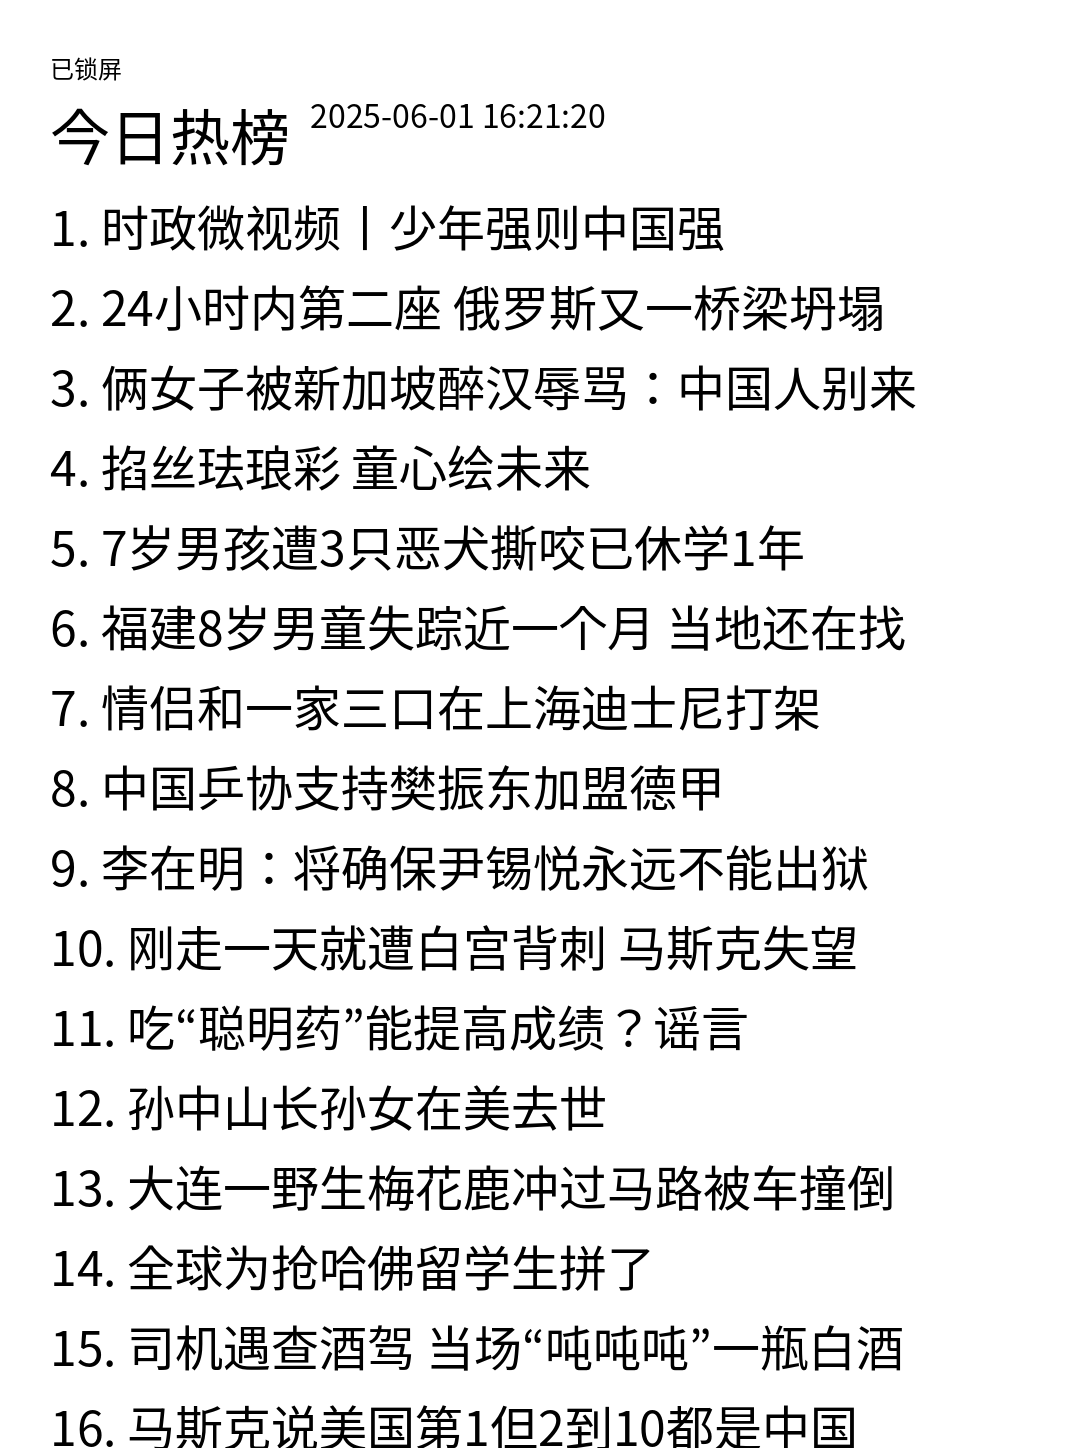 已锁屏
今日热榜 2025-06-01 16:21:20
1. 时政微视频丨少年强则中国强
2. 24小时内第二座 俄罗斯又一桥梁坍塌
3. 俩女子被新加坡醉汉辱骂：中国人别来
4. 掐丝珐琅彩 童心绘未来
5. 7岁男孩遭3只恶犬撕咬已休学1年
6. 福建8岁男童失踪近一个月 当地还在找
7. 情侣和一家三口在上海迪士尼打架
8. 中国乒协支持樊振东加盟德甲
9. 李在明：将确保尹锡悦永远不能出狱
10. 刚走一天就遭白宫背刺 马斯克失望
11. 吃“聪明药”能提高成绩？谣言
12. 孙中山长孙女在美去世
13. 大连一野生梅花鹿冲过马路被车撞倒
14. 全球为抢哈佛留学生拼了
15. 司机遇查酒驾 当场“吨吨吨”一瓶白酒
16. 马斯克说美国第1但2到10都是中国